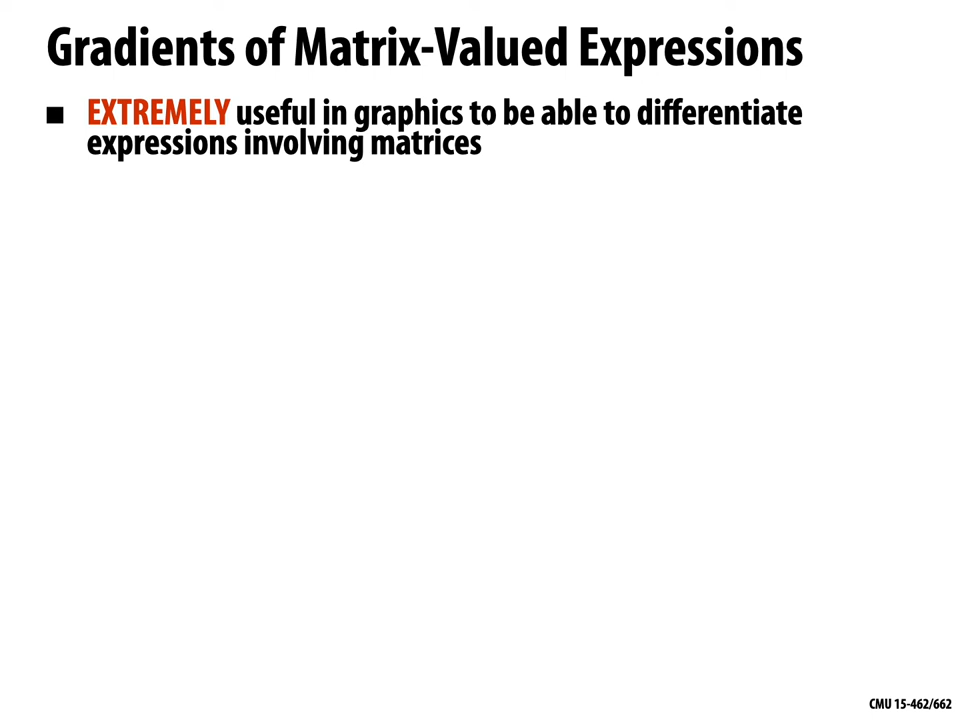 Gradients of Matrix-Valued Expressions
■ EXTREMELY useful in graphics to be able to differentiate
expressions involving matrices
CMU 15-462/662